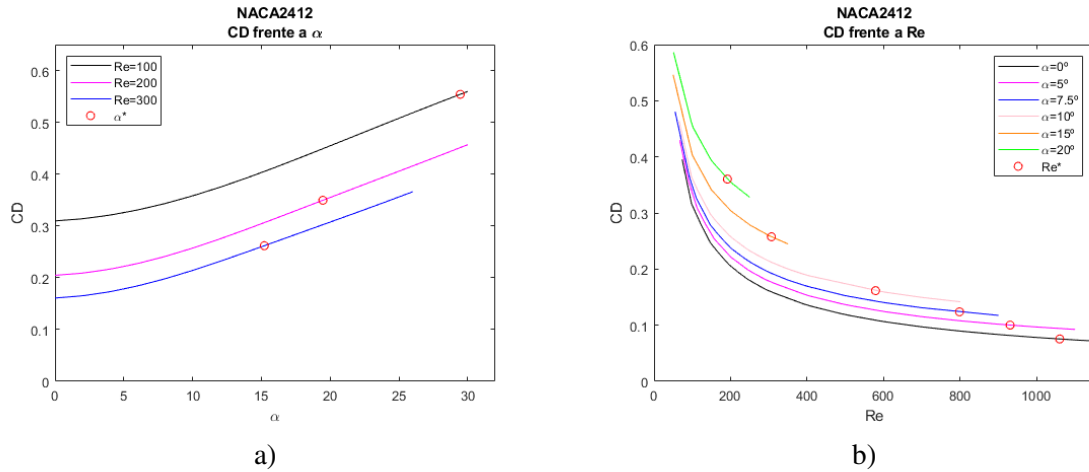 NACA2412
CD frente a α
0.6
0.5
0.4
0.3
0.2
0.1
0
CD
0 5 10 15 20 25 30
α
Re=100
Re=200
Re=300
α*
a)
NACA2412
CD frente a Re
0.6
0.5
0.4
0.3
0.2
0.1
0
CD
0 200 400 600 800 1000
Re
α=0º
α=5º
α=7.5º
α=10º
α=15º
α=20º
Re*
b)